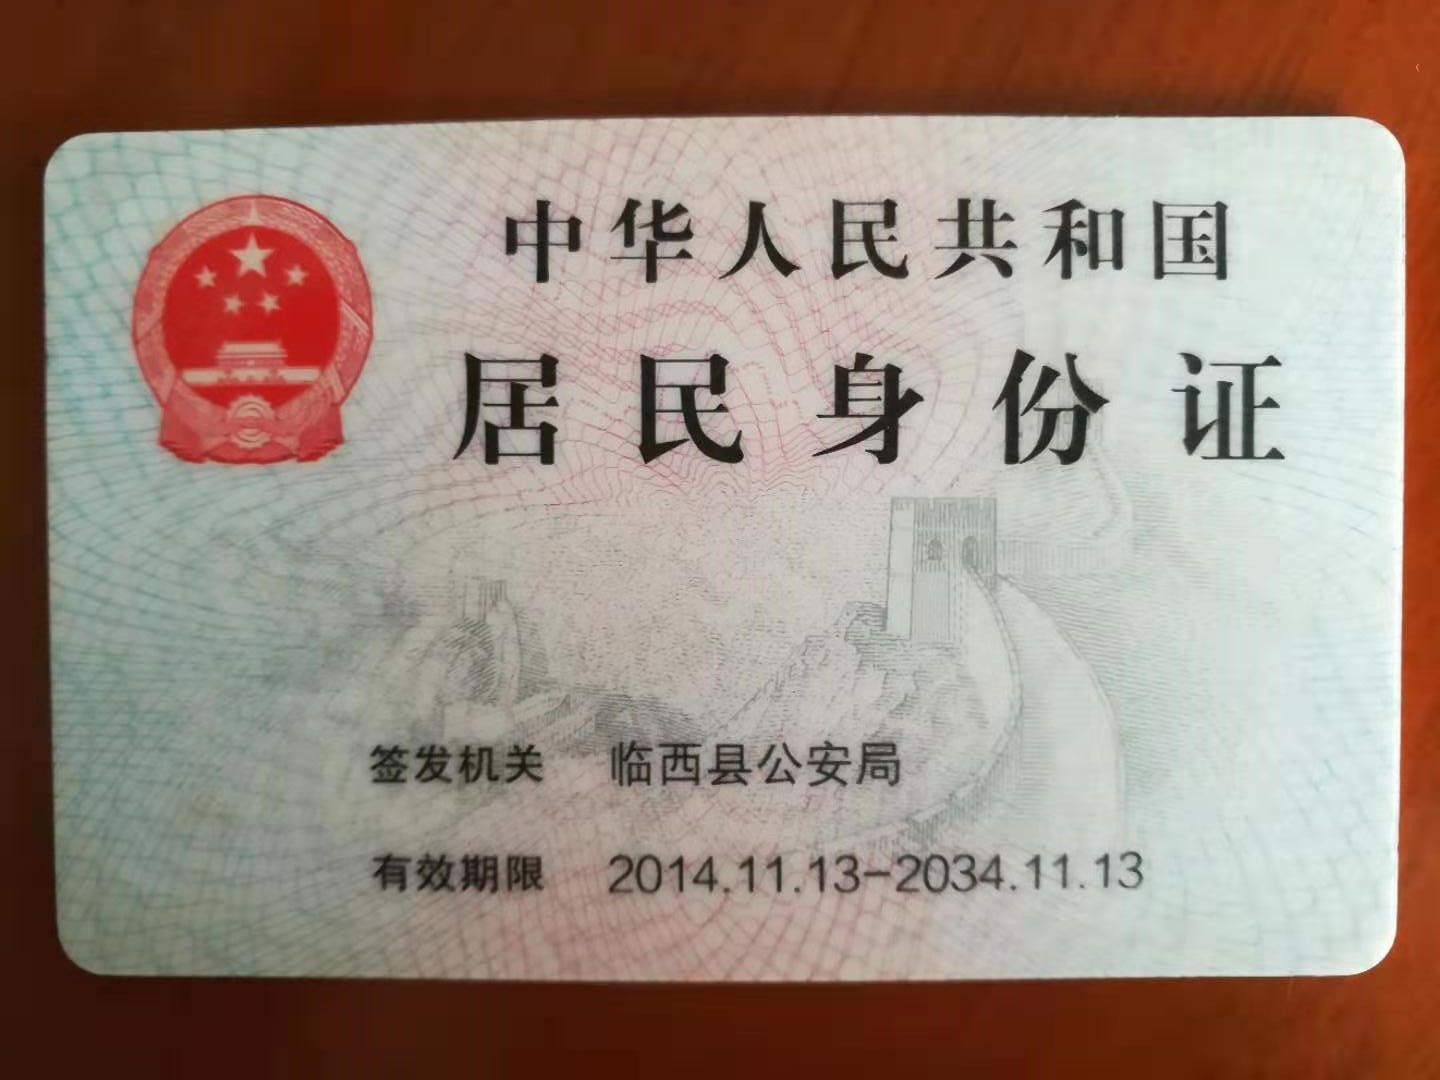 中华人民共和国
居民身份证
签发机关 临西县公安局
有效期限 2014.11.13-2034.11.13